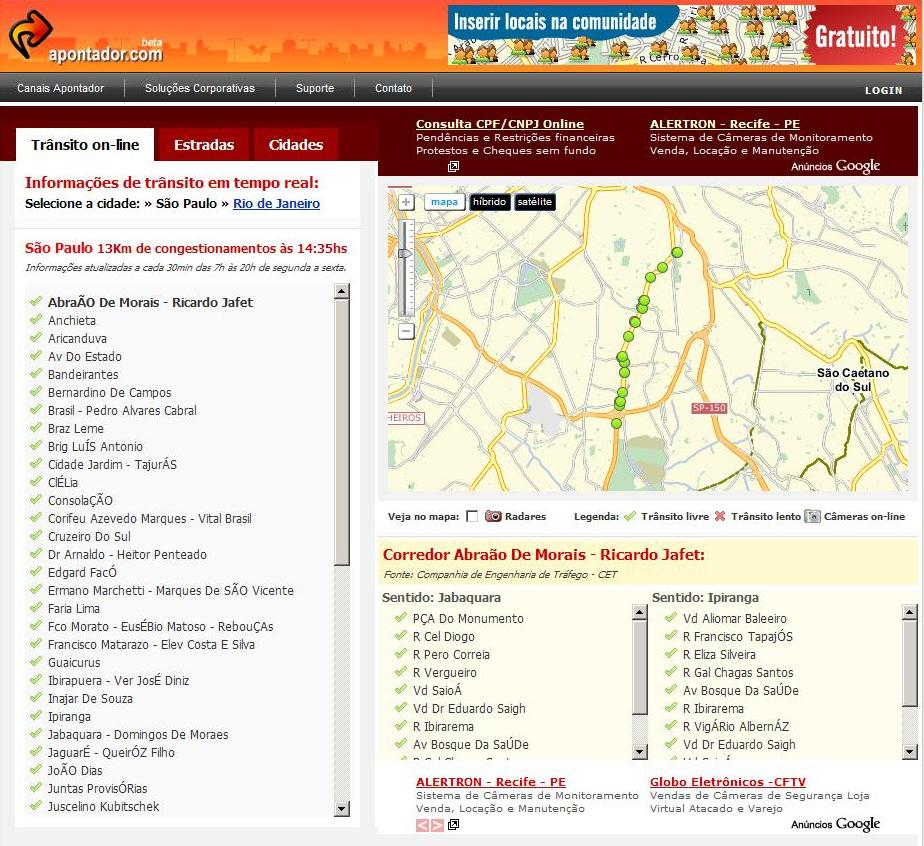 beta
apontador.com
Inserir locais na comunidade
Gratuito!
R Cerro
Canais Apontador
Soluções Corporativas
Suporte
Contato
LOGIN
Trânsito on-line
Estradas
Cidades
Consulta CPF/CNPJ Online
Pendências e Restrições financeiras
Protestos e Cheques sem fundo
ALERTRON - Recife - PE
Sistema de Câmeras de Monitoramento
Venda, Locação e Manutenção
Anúncios Google
Informações de trânsito em tempo real:
Selecione a cidade: » São Paulo » Rio de Janeiro
São Paulo 13Km de congestionamentos às 14:35hs
Informações atualizadas a cada 30min das 7h às 20h de segunda a sexta.
AbraÃO De Morais - Ricardo Jafet
Anchieta
Aricanduva
Av Do Estado
Bandeirantes
Bernardino De Campos
Brasil - Pedro Alvares Cabral
Braz Leme
Brig LuÍS Antonio
Cidade Jardim - TajurÁS
ClÉLia
ConsolaÇÃO
Corifeu Azevedo Marques - Vital Brasil
Cruzeiro Do Sul
Dr Arnaldo - Heitor Penteado
Edgard FacÓ
Ermano Marchetti - Marques De SÃO Vicente
Faria Lima
Fco Morato - EusÉBio Matoso - RebouÇAs
Francisco Matarazo - Elev Costa E Silva
Guaicurus
Ibirapuera - Ver JosÉ Diniz
Inajar De Souza
Ipiranga
Jabaquara - Domingos De Moraes
JaguarÉ - QueirÓZ Filho
JoÃO Dias
Juntas ProvisÓRias
Juscelino Kubitschek
mapa
híbrido
satélite
São Caetano
do Sul
SP-150
HEIROS
Veja no mapa:
Radares
Legenda:
Trânsito livre
Trânsito lento
Câmeras on-line
Corredor Abraão De Morais - Ricardo Jafet:
Fonte: Companhia de Engenharia de Tráfego - CET
Sentido: Jabaquara
PÇA Do Monumento
R Cel Diogo
R Pero Correia
R Vergueiro
Vd SaioÁ
Vd Dr Eduardo Saigh
R Ibirarema
Av Bosque Da SaÚDe
Sentido: Ipiranga
Vd Aliomar Baleeiro
R Francisco TapajÓS
R Eliza Silveira
R Gal Chagas Santos
Av Bosque Da SaÚDe
R Ibirarema
R VigÁRio AlbernÁZ
Vd Dr Eduardo Saigh
ALERTRON - Recife - PE
Sistema de Câmeras de Monitoramento
Venda, Locação e Manutenção
Globo Eletrônicos -CFTV
Vendas de Câmeras de Segurança Loja
Virtual Atacado e Varejo
Anúncios Google